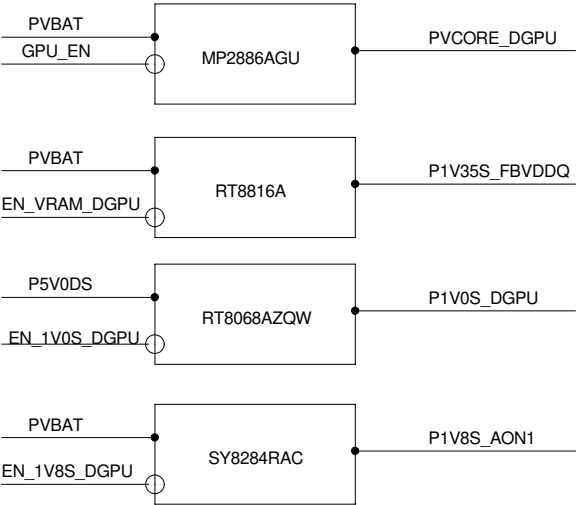 PVBAT
GPU_EN
MP2886AGU
PVCORE_DGPU
PVBAT
EN_VRAM_DGPU
RT8816A
P1V35S_FBVDDQ
P5V0DS
EN_1V0S_DGPU
RT8068AZQW
P1V0S_DGPU
PVBAT
EN_1V8S_DGPU
SY8284RAC
P1V8S_AON1